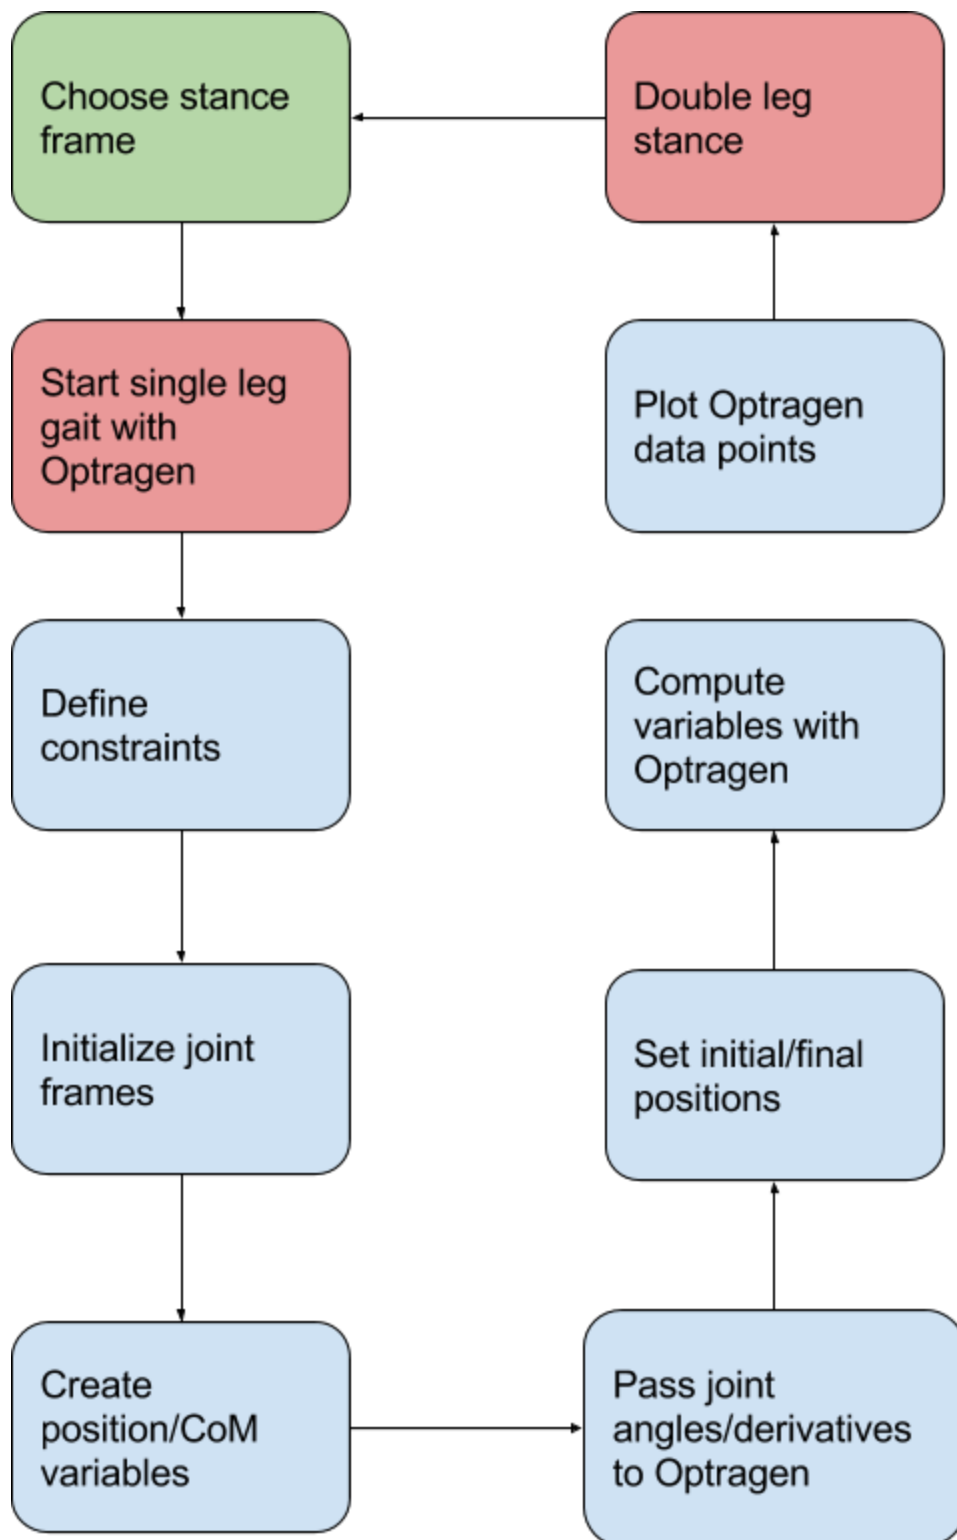 Choose stance
frame
Double leg
stance
Start single leg
gait with
Optragen
Plot Optragen
data points
Define
constraints
Compute
variables with
Optragen
Initialize joint
frames
Set initial/final
positions
Create
position/CoM
variables
Pass joint
angles/derivatives
to Optragen